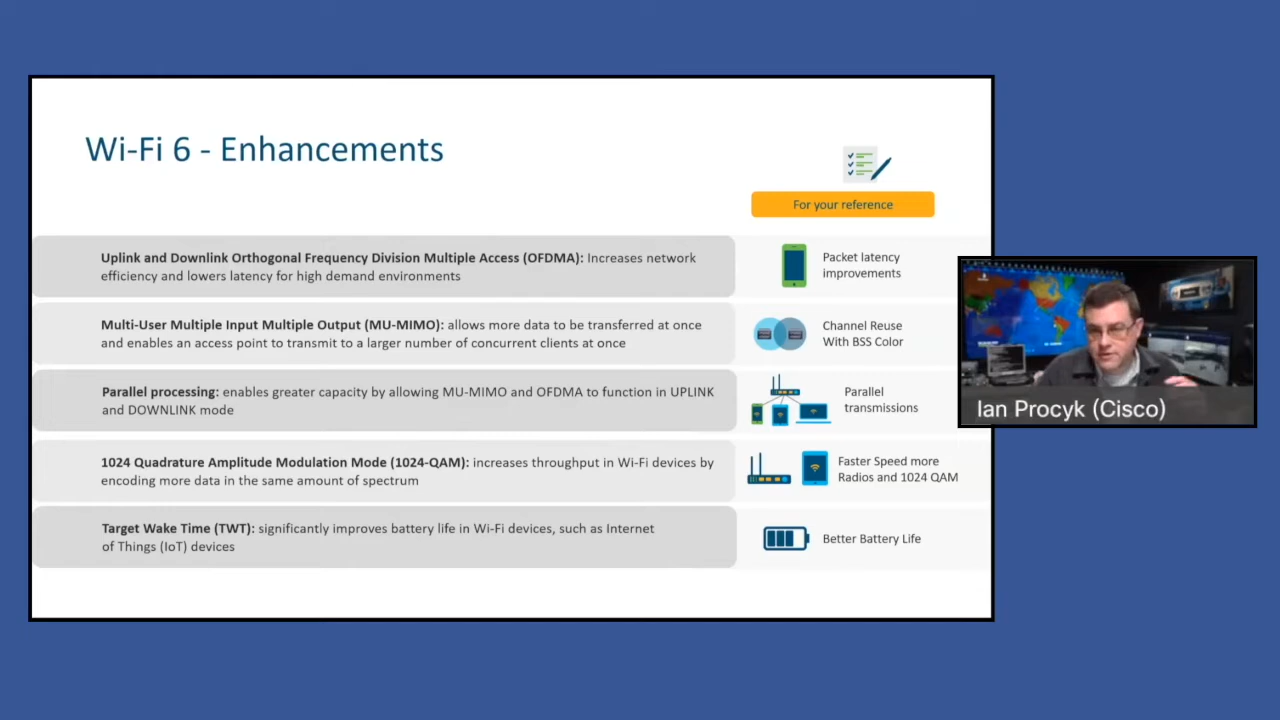 Wi-Fi 6 - Enhancements
For your reference
Uplink and Downlink Orthogonal Frequency Division Multiple Access (OFDMA): Increases network
efficiency and lowers latency for high demand environments
Packet latency
improvements
Multi-User Multiple Input Multiple Output (MU-MIMO): allows more data to be transferred at once
and enables an access point to transmit to a larger number of concurrent clients at once
Channel Reuse
With BSS Color
Parallel processing: enables greater capacity by allowing MU-MIMO and OFDMA to function in UPLINK
and DOWNLINK mode
Parallel
transmissions
1024 Quadrature Amplitude Modulation Mode (1024-QAM): increases throughput in Wi-Fi devices by
encoding more data in the same amount of spectrum
Faster Speed more
Radios and 1024 QAM
Target Wake Time (TWT): significantly improves battery life in Wi-Fi devices, such as Internet
of Things (IoT) devices
Better Battery Life
Ian Procyk (Cisco)